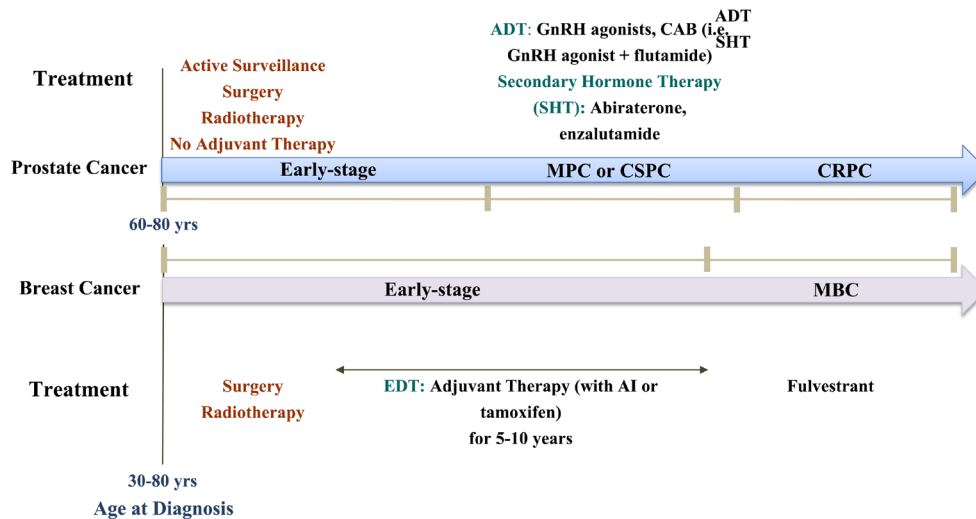 ADT: GnRH agonists, CAB (i.e.
GnRH agonist + flutamide)
Secondary Hormone Therapy
(SHT): Abiraterone,
enzalutamide
ADT
SHT
Treatment
Active Surveillance
Surgery
Radiotherapy
No Adjuvant Therapy
Prostate Cancer
Early-stage
MPC or CSPC
CRPC
60-80 yrs
Breast Cancer
Early-stage
MBC
Treatment
Surgery
Radiotherapy
EDT: Adjuvant Therapy (with AI or
tamoxifen)
for 5-10 years
Fulvestrant
30-80 yrs
Age at Diagnosis